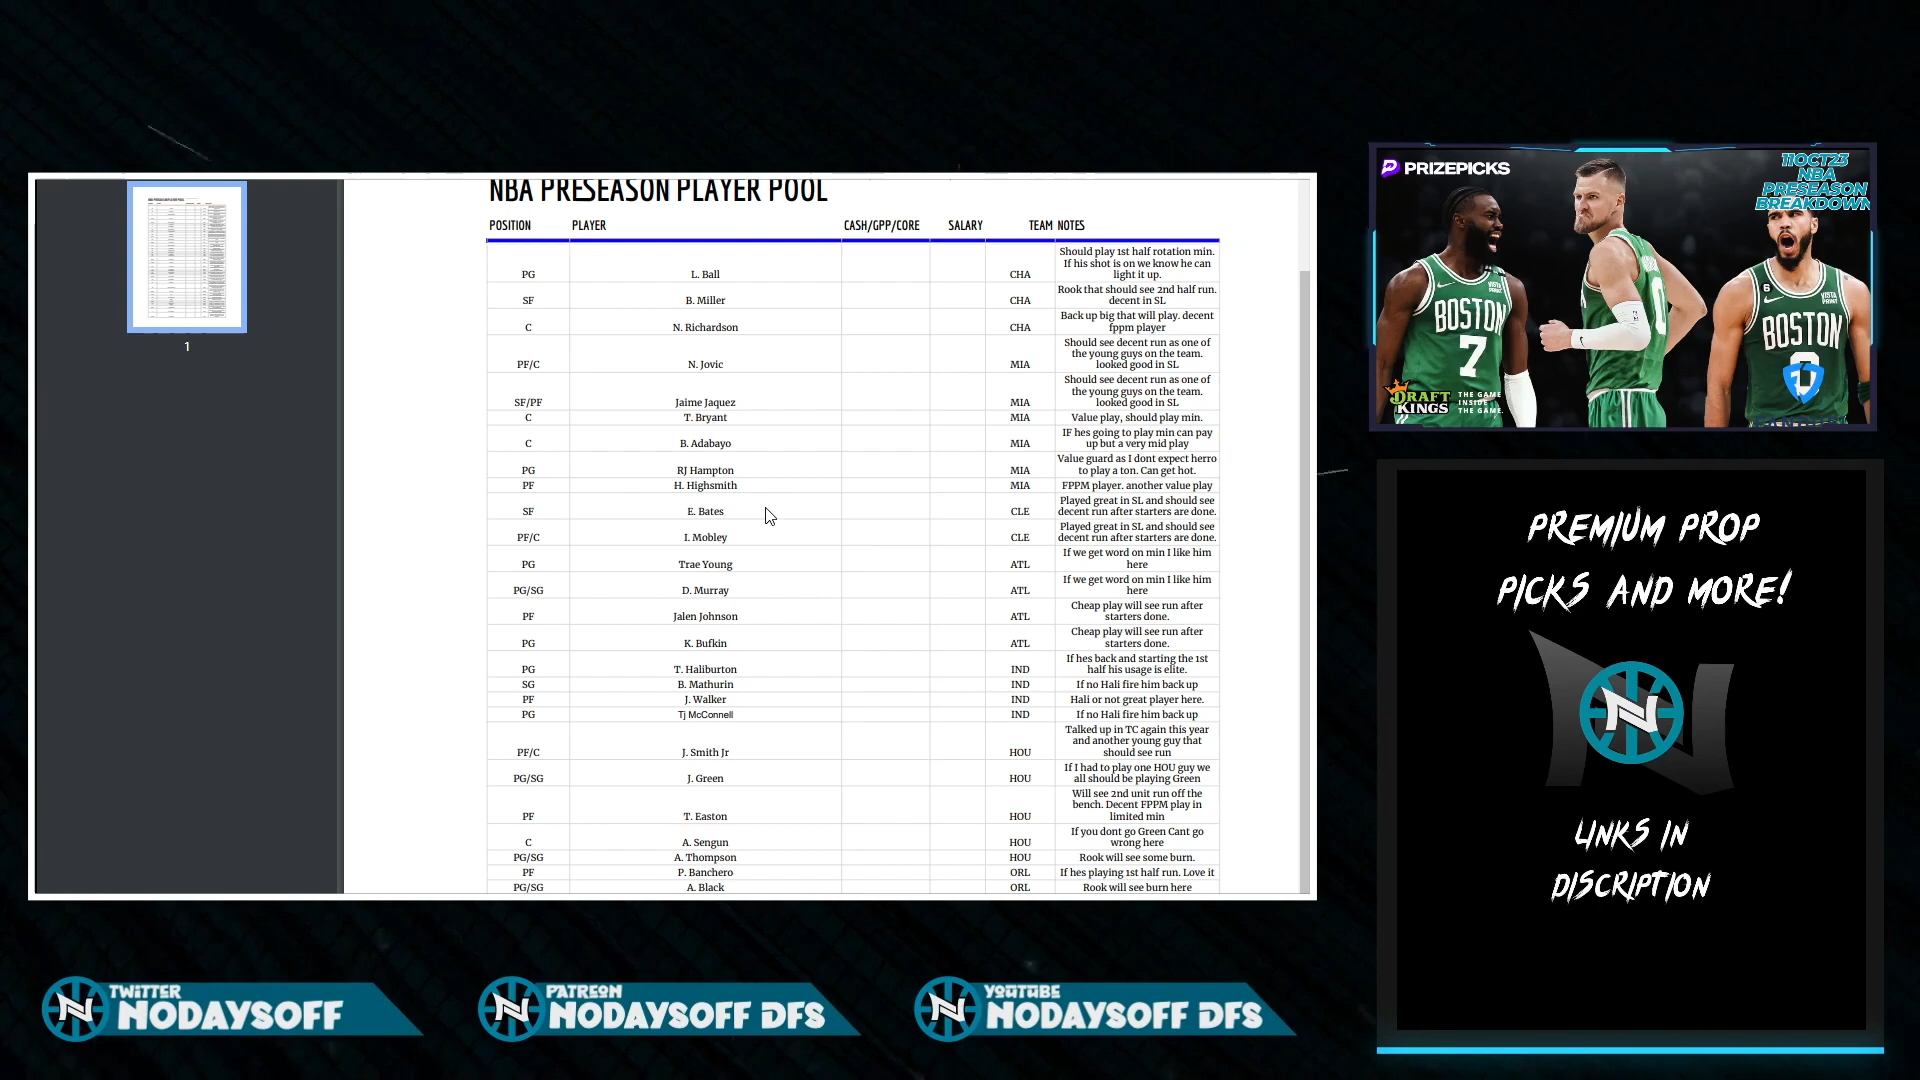 NBA PRESEASON PLAYER POOL
POSITION PLAYER CASH/GPP/CORE SALARY TEAM NOTES
Should play 1st half rotation min.
If his shot is on we know he can
PG L. Ball CHA light it up.
Rook that should see 2nd half run.
SF B. Miller CHA decent in SL
Back up big that will play. decent
C N. Richardson CHA fppm player
Should see decent run as one of
the young guys on the team.
PF/C N. Jovic MIA looked good in SL
Should see decent run as one of
the young guys on the team.
SF/PF Jaime Jaquez MIA looked good in SL
C T. Bryant MIA Value play, should play min.
IF hes going to play min can pay
C B. Adabayo MIA up but a very mid play
Value guard as I dont expect herro
PG RJ Hampton MIA to play a ton. Can get hot.
PF H. Highsmith MIA FPPM player. another value play
Played great in SL and should see
SF E. Bates CLE decent run after starters are done.
Played great in SL and should see
PF/C I. Mobley CLE decent run after starters are done.
If we get word on min I like him
PG Trae Young ATL here
If we get word on min I like him
PG/SG D. Murray ATL here
Cheap play will see run after
PF Jalen Johnson ATL starters done.
Cheap play will see run after
PG K. Bufkin ATL starters done.
If hes back and starting the 1st
PG T. Haliburton IND half his usage is elite.
SG B. Mathurin IND If no Hali fire him back up
PF J. Walker IND Hali or not great player here.
PG Tj McConnell IND If no Hali fire him back up
Talked up in TC again this year
and another young guy that
PF/C J. Smith Jr HOU should see run
If I had to play one HOU guy we
PG/SG J. Green HOU all should be playing Green
Will see 2nd unit run off the
bench. Decent FPPM play in
PF T. Easton HOU limited min
If you dont go Green Cant go
C A. Sengun HOU wrong here
PG/SG A. Thompson HOU Rook will see some burn.
PF P. Banchero ORL If hes playing 1st half run. Love it
PG/SG A. Black ORL Rook will see burn here
1
PRIZEPICKS
11OCT23
NBA
PRESEASON
BREAKDOWN
BOSTON
7
BOSTON
0
6
VISTA
PRINT
VISTA
PRINT
DRAFT
KINGS
THE GAME
INSIDE
THE GAME.
PREMIUM PROP
PICKS AND MORE!
N
LINKS IN
DISCRIPTION
TWITTER
NODAYSOFF
PATREON
NODAYSOFF DFS
YOUTUBE
NODAYSOFF DFS